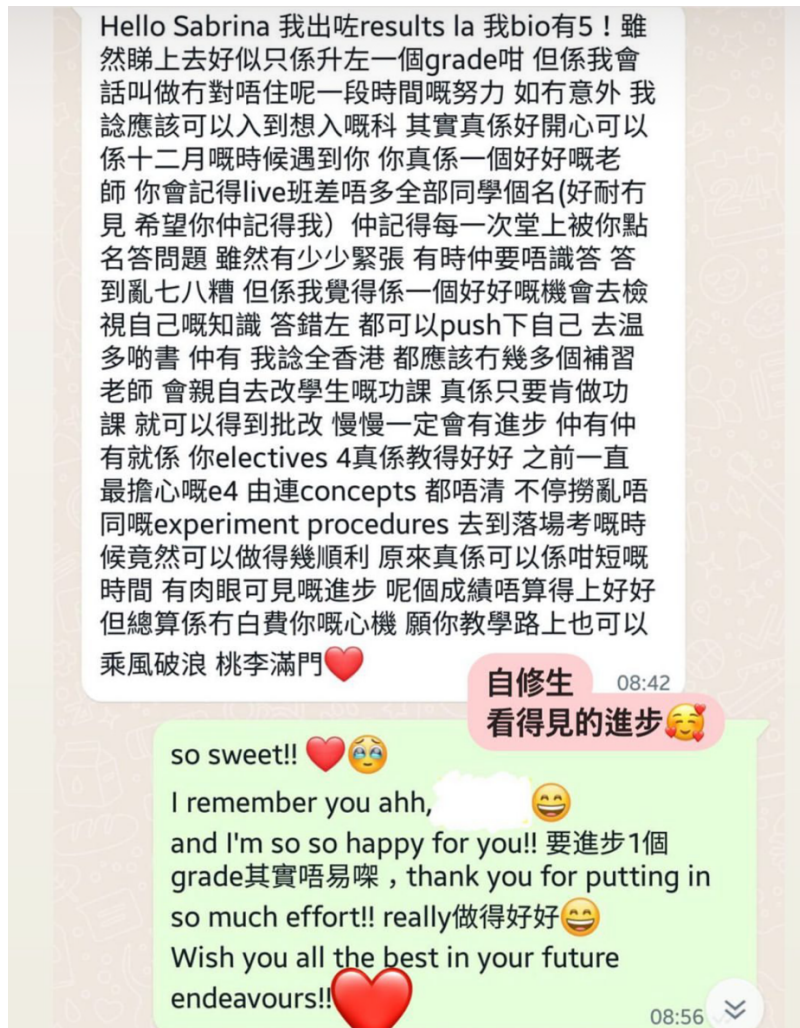 Hello Sabrina 我出咗results la 我bio有5！雖
然睇上去好似只係升左一個grade咁 但係我會
話叫做冇對唔住呢一段時間嘅努力 如冇意外 我
諗應該可以入到想入嘅科 其實真係好開心可以
係十二月嘅時候遇到你 你真係一個好好嘅老
師 你會記得live班差唔多全部同學個名(好耐冇
見 希望你仲記得我）仲記得每一次堂上被你點
名答問題 雖然有少少緊張 有時仲要唔識答 答
到亂七八糟 但係我覺得係一個好好嘅機會去檢
視自己嘅知識 答錯左 都可以push下自己 去温
多啲書 仲有 我諗全香港 都應該冇幾多個補習
老師 會親自去改學生嘅功課 真係只要肯做功
課 就可以得到批改 慢慢一定會有進步 仲有仲
有就係 你electives 4真係教得好好 之前一直
最擔心嘅e4 由連concepts 都唔清 不停撈亂唔
同嘅experiment procedures 去到落場考嘅時
候竟然可以做得幾順利 原來真係可以係咁短嘅
時間 有肉眼可見嘅進步 呢個成績唔算得上好好
但總算係冇白費你嘅心機 願你教學路上也可以
乘風破浪 桃李滿門❤️
08:42
自修生
看得見的進步🥰
so sweet!! ❤️🥹
I remember you ahh, 😄
and I'm so so happy for you!! 要進步1個
grade其實唔易㗎，thank you for putting in
so much effort!! really做得好好😄
Wish you all the best in your future
endeavours!!❤️
08:56